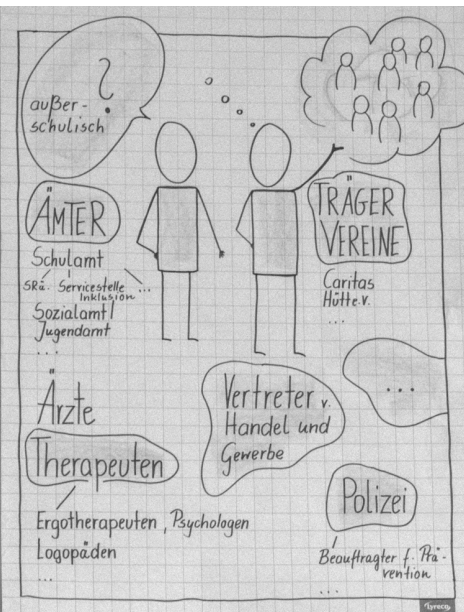 ?
außer-
schulisch
ÄMTER
Schulamt
SRä. Servicestelle ...
Inklusion
Sozialamt/
Jugendamt
...
TRÄGER
VEREINE
Caritas
Hütte.V.
...
Ärzte
Therapeuten
Ergotherapeuten, Psychologen
Logopäden
...
Vertreter v.
Handel und
Gewerbe
...
Polizei
Beauftragter f. Prä-
vention
...
Lyreco